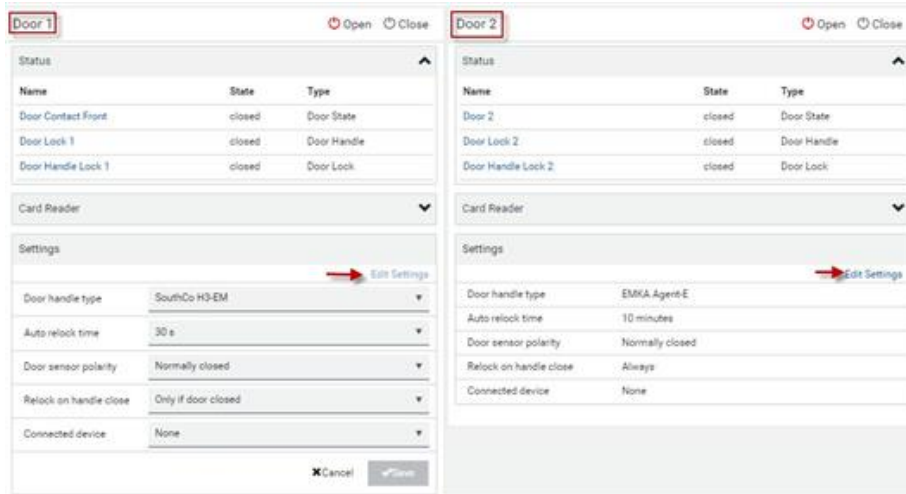 Door 1
Open Close
Status
Name State Type
Door Contact Front closed Door State
Door Lock 1 closed Door Handle
Door Handle Lock 1 closed Door Lock
Card Reader
Settings
Edit Settings
Door handle type SouthCo H3-EM
Auto relock time 30 s
Door sensor polarity Normally closed
Relock on handle close Only if door closed
Connected device None
Cancel Save
Door 2
Open Close
Status
Name State Type
Door 2 closed Door State
Door Lock 2 closed Door Handle
Door Handle Lock 2 closed Door Lock
Card Reader
Settings
Edit Settings
Door handle type EMKA Agent-E
Auto relock time 10 minutes
Door sensor polarity Normally closed
Relock on handle close Always
Connected device None